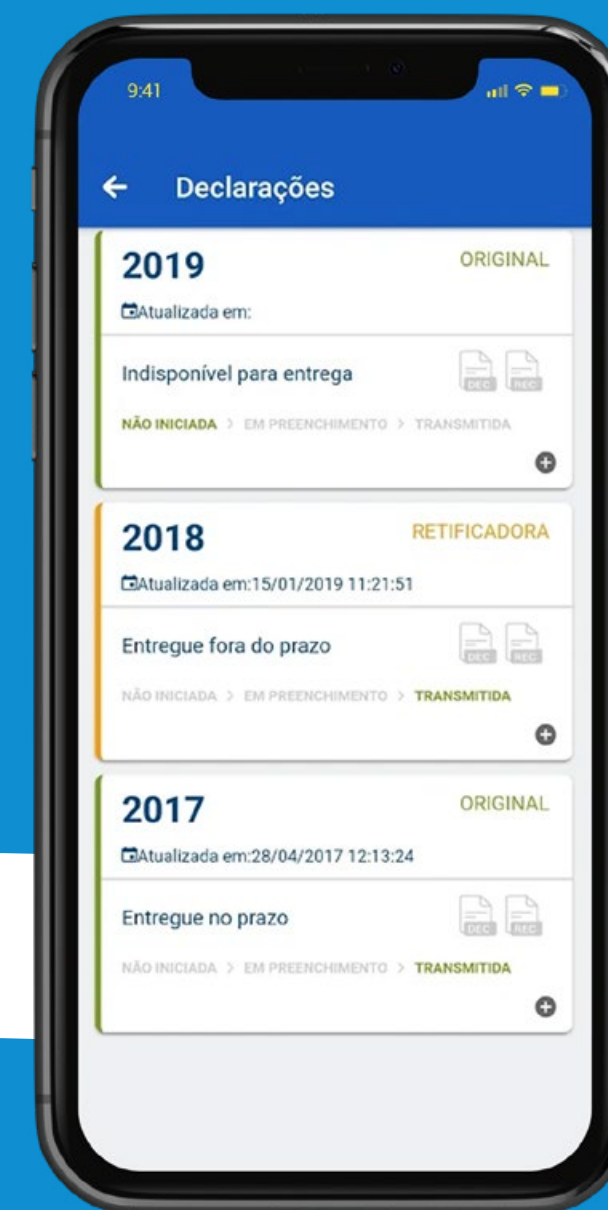 9:41
Declarações
2019 ORIGINAL
Atualizada em:
Indisponível para entrega DEC REC
NÃO INICIADA > EM PREENCHIMENTO > TRANSMITIDA
2018 RETIFICADORA
Atualizada em:15/01/2019 11:21:51
Entregue fora do prazo DEC REC
NÃO INICIADA > EM PREENCHIMENTO > TRANSMITIDA
2017 ORIGINAL
Atualizada em:28/04/2017 12:13:24
Entregue no prazo DEC REC
NÃO INICIADA > EM PREENCHIMENTO > TRANSMITIDA